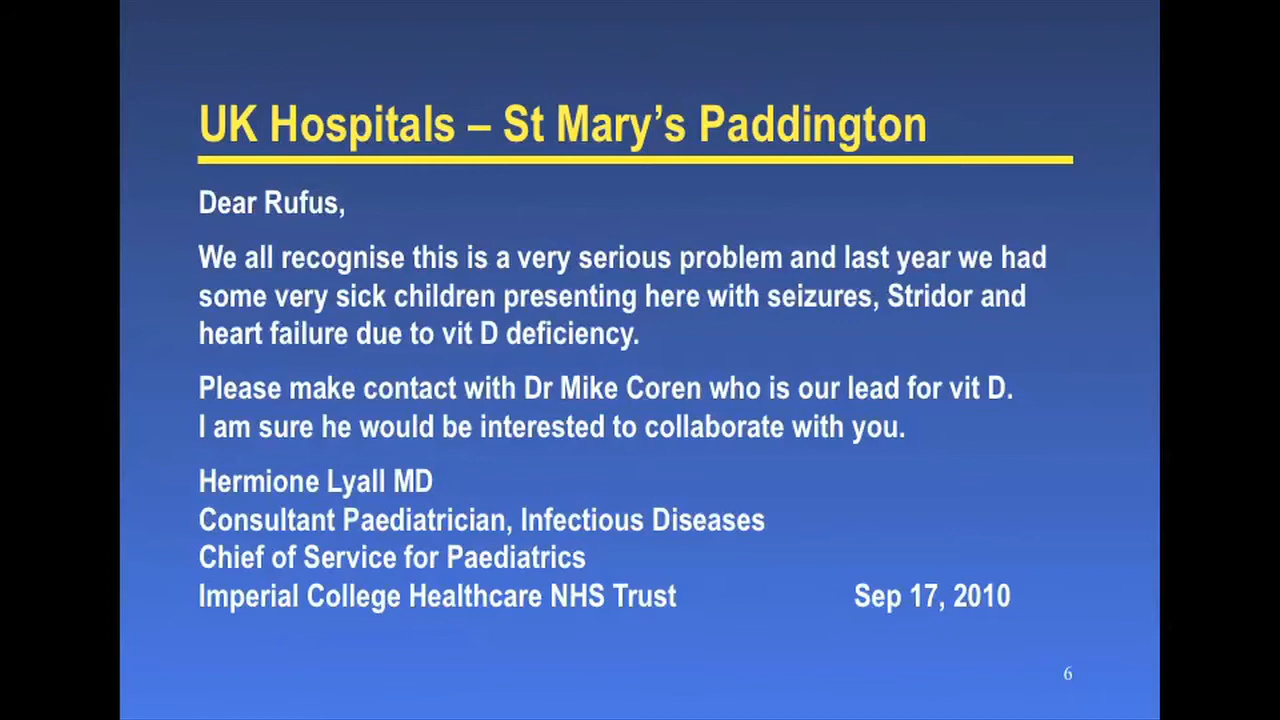 UK Hospitals – St Mary’s Paddington
Dear Rufus,
We all recognise this is a very serious problem and last year we had
some very sick children presenting here with seizures, Stridor and
heart failure due to vit D deficiency.
Please make contact with Dr Mike Coren who is our lead for vit D.
I am sure he would be interested to collaborate with you.
Hermione Lyall MD
Consultant Paediatrician, Infectious Diseases
Chief of Service for Paediatrics
Imperial College Healthcare NHS Trust Sep 17, 2010
6